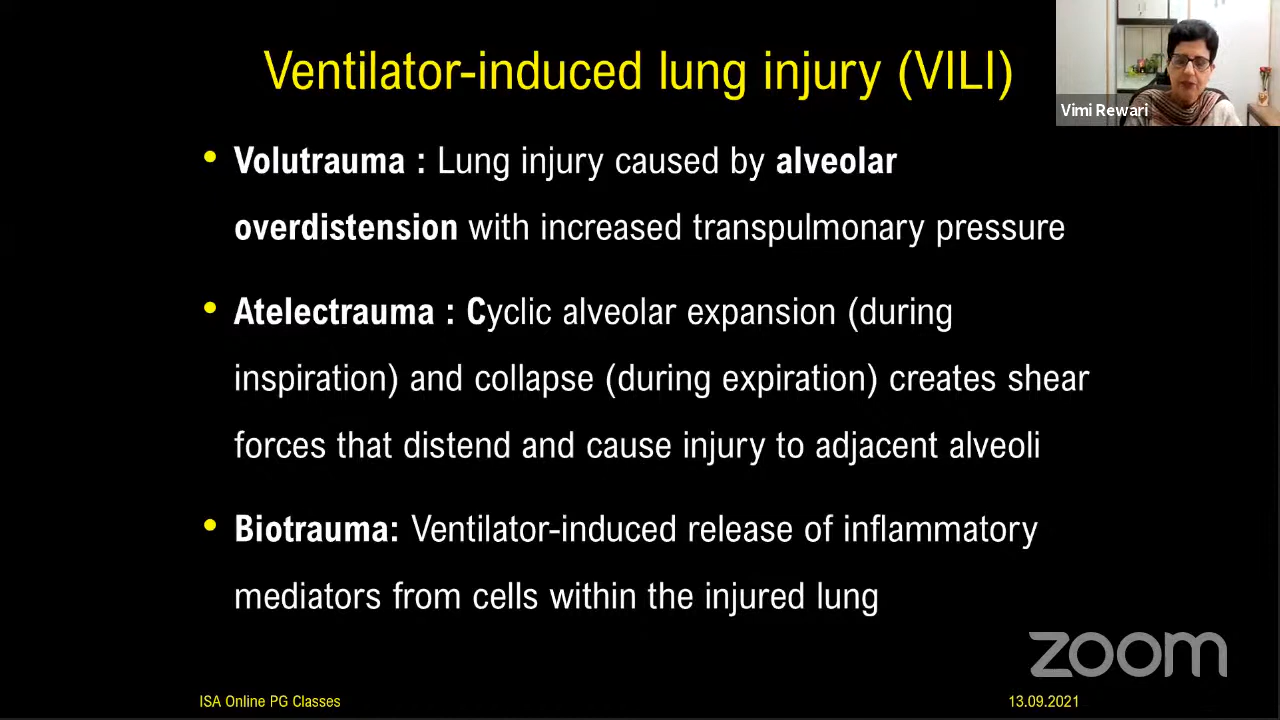 Ventilator-induced lung injury (VILI)
Vimi Rewari
• Volutrauma : Lung injury caused by alveolar
overdistension with increased transpulmonary pressure
• Atelectrauma : Cyclic alveolar expansion (during
inspiration) and collapse (during expiration) creates shear
forces that distend and cause injury to adjacent alveoli
• Biotrauma: Ventilator-induced release of inflammatory
mediators from cells within the injured lung
zoom
ISA Online PG Classes
13.09.2021